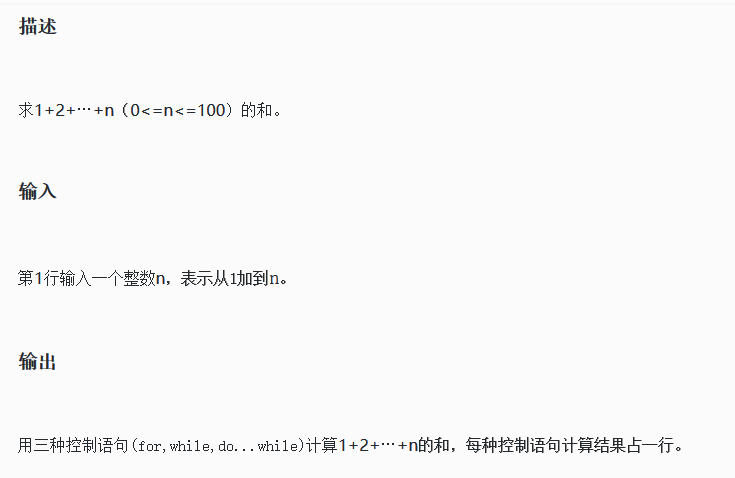 描述
求1+2+…+n（0<=n<=100）的和。
输入
第1行输入一个整数n，表示从1加到n。
输出
用三种控制语句(for,while,do...while)计算1+2+…+n的和，每种控制语句计算结果占一行。